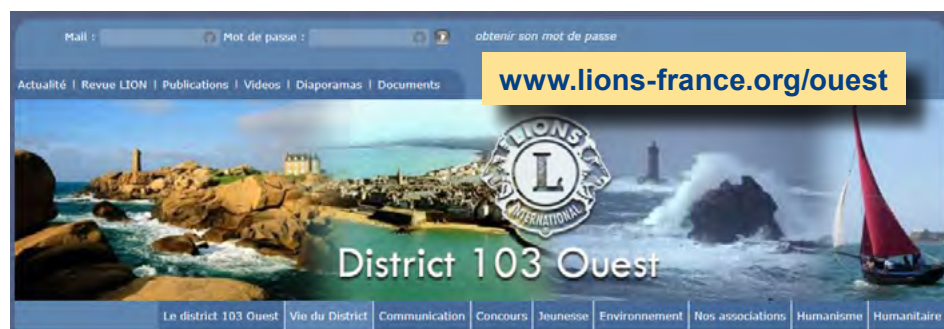 Mail : Mot de passe : obtenir son mot de passe
www.lions-france.org/ouest
Actualité | Revue LION | Publications | Videos | Diaporamas | Documents
LIONS
L
INTERNATIONAL
District 103 Ouest
Le district 103 Ouest | Vie du District | Communication | Concours | Jeunesse | Environnement | Nos associations | Humanisme | Humanitaire